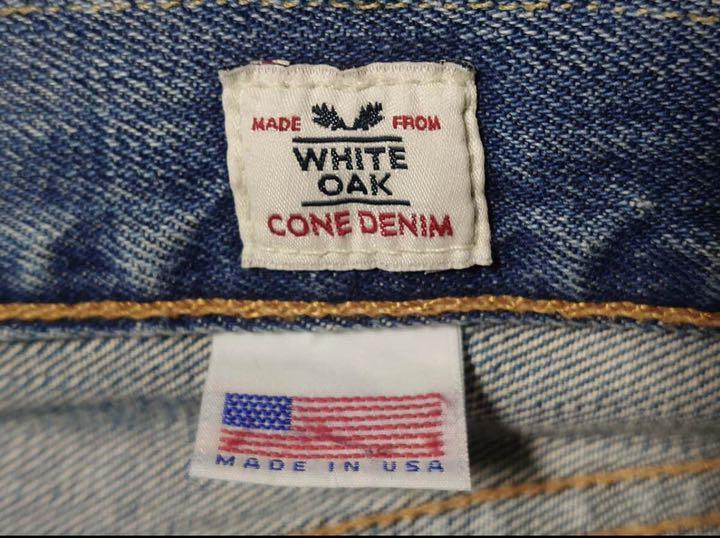 MADE FROM
WHITE
OAK
CONE DENIM
MADE IN USA